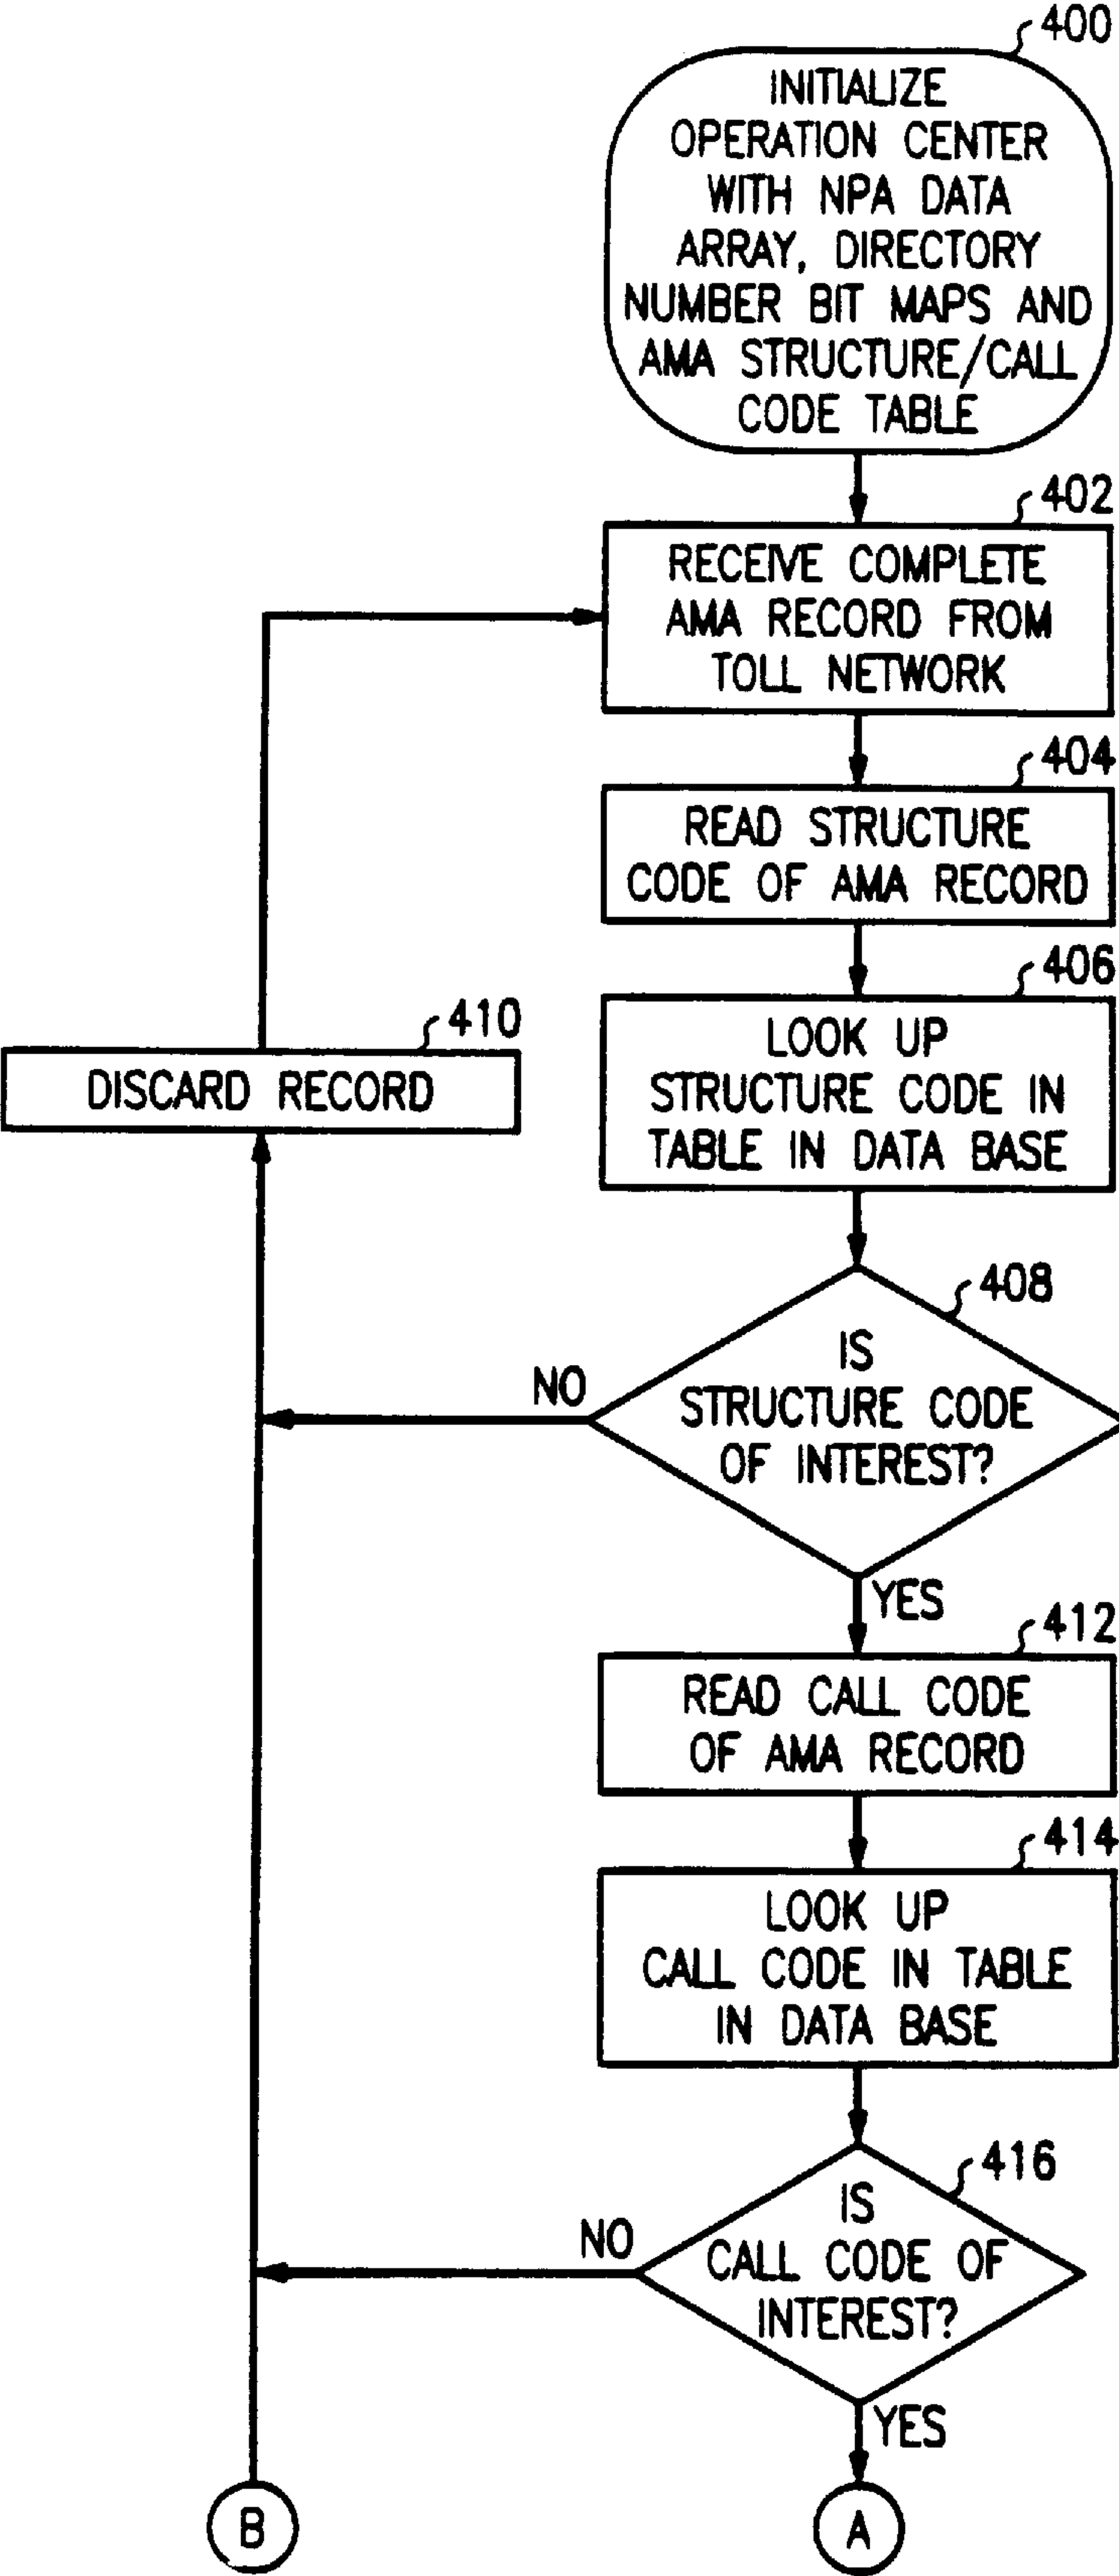 400
INITIALIZE
OPERATION CENTER
WITH NPA DATA
ARRAY, DIRECTORY
NUMBER BIT MAPS AND
AMA STRUCTURE/CALL
CODE TABLE
402
RECEIVE COMPLETE
AMA RECORD FROM
TOLL NETWORK
404
READ STRUCTURE
CODE OF AMA RECORD
406
LOOK UP
STRUCTURE CODE IN
TABLE IN DATA BASE
410
DISCARD RECORD
408
IS
STRUCTURE CODE
OF INTEREST?
NO
YES
412
READ CALL CODE
OF AMA RECORD
414
LOOK UP
CALL CODE IN TABLE
IN DATA BASE
416
IS
CALL CODE OF
INTEREST?
NO
YES
B
A